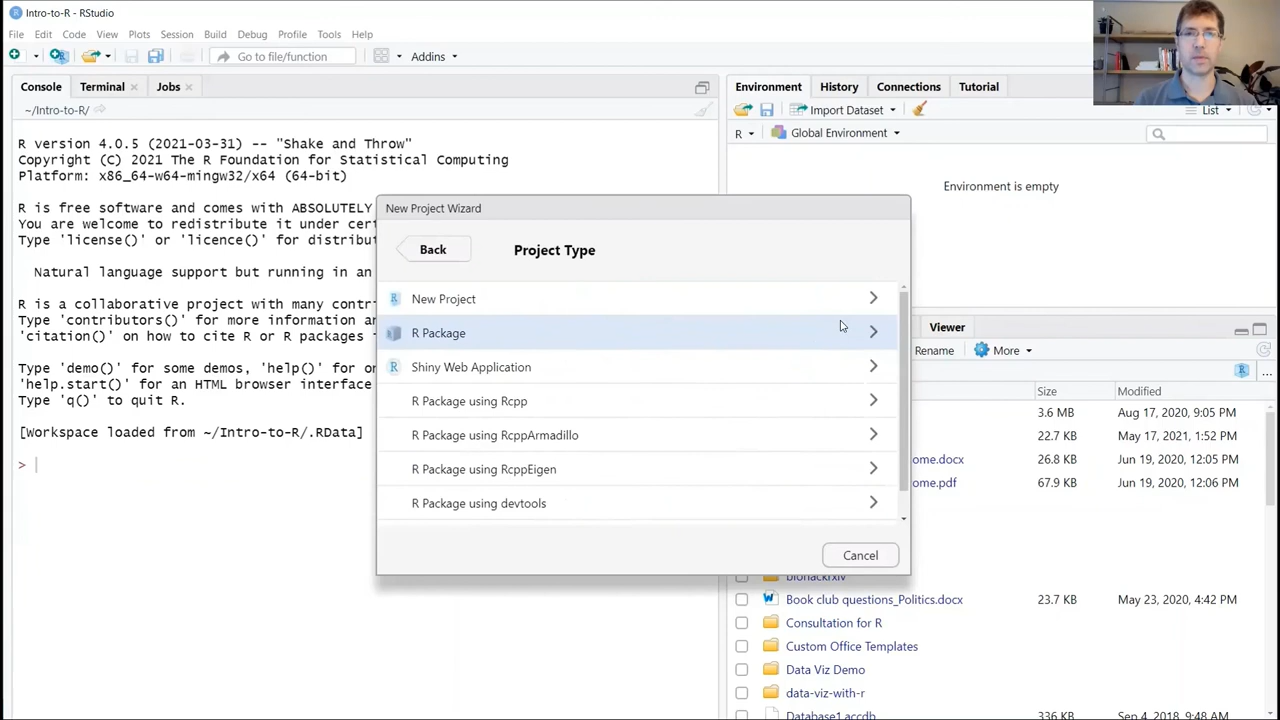 Intro-to-R - RStudio
File Edit Code View Plots Session Build Debug Profile Tools Help
Go to file/function Addins
Console Terminal Jobs
~/Intro-to-R/
R version 4.0.5 (2021-03-31) -- "Shake and Throw"
Copyright (C) 2021 The R Foundation for Statistical Computing
Platform: x86_64-w64-mingw32/x64 (64-bit)
R is free software and comes with ABSOLUTELY
You are welcome to redistribute it under
Type 'license()' or 'licence()' for
Natural language support but running in an
R is a collaborative project with many
Type 'contributors()' for more information
'citation()' on how to cite R or R packages
Type 'demo()' for some demos, 'help()' for
'help.start()' for an HTML browser interface
Type 'q()' to quit R.
[Workspace loaded from ~/Intro-to-R/.RData]
>
New Project Wizard
Back Project Type
New Project
R Package
Shiny Web Application
R Package using Rcpp
R Package using RcppArmadillo
R Package using RcppEigen
R Package using devtools
Cancel
Environment History Connections Tutorial
Import Dataset List
R Global Environment
Environment is empty
Viewer
Rename More
Size Modified
3.6 MB Aug 17, 2020, 9:05 PM
22.7 KB May 17, 2021, 1:52 PM
ome.docx 26.8 KB Jun 19, 2020, 12:05 PM
ome.pdf 67.9 KB Jun 19, 2020, 12:06 PM
biohackrxiv
Book club questions_Politics.docx 23.7 KB May 23, 2020, 4:42 PM
Consultation for R
Custom Office Templates
Data Viz Demo
data-viz-with-r
Database1.accdb 336 KB Sep 4, 2018, 9:48 AM